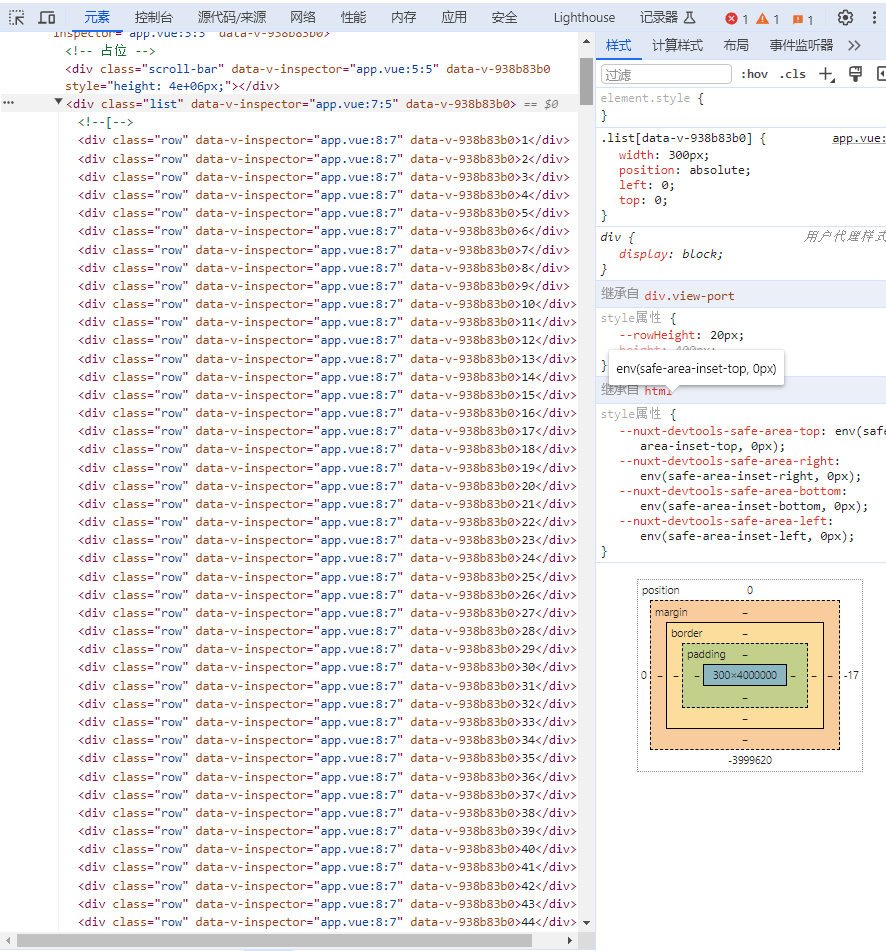 元素 控制台 源代码/来源 网络 性能 内存 应用 安全 Lighthouse 记录器 1 1 1
inspector="app.vue:3:3" data-v-938b83b0>
<!-- 占位 -->
<div class="scroll-bar" data-v-inspector="app.vue:5:5" data-v-938b83b0
style="height: 4e+06px;"></div>
<div class="list" data-v-inspector="app.vue:7:5" data-v-938b83b0> == $0
<!--[-->
<div class="row" data-v-inspector="app.vue:8:7" data-v-938b83b0>1</div>
<div class="row" data-v-inspector="app.vue:8:7" data-v-938b83b0>2</div>
<div class="row" data-v-inspector="app.vue:8:7" data-v-938b83b0>3</div>
<div class="row" data-v-inspector="app.vue:8:7" data-v-938b83b0>4</div>
<div class="row" data-v-inspector="app.vue:8:7" data-v-938b83b0>5</div>
<div class="row" data-v-inspector="app.vue:8:7" data-v-938b83b0>6</div>
<div class="row" data-v-inspector="app.vue:8:7" data-v-938b83b0>7</div>
<div class="row" data-v-inspector="app.vue:8:7" data-v-938b83b0>8</div>
<div class="row" data-v-inspector="app.vue:8:7" data-v-938b83b0>9</div>
<div class="row" data-v-inspector="app.vue:8:7" data-v-938b83b0>10</div>
<div class="row" data-v-inspector="app.vue:8:7" data-v-938b83b0>11</div>
<div class="row" data-v-inspector="app.vue:8:7" data-v-938b83b0>12</div>
<div class="row" data-v-inspector="app.vue:8:7" data-v-938b83b0>13</div>
<div class="row" data-v-inspector="app.vue:8:7" data-v-938b83b0>14</div>
<div class="row" data-v-inspector="app.vue:8:7" data-v-938b83b0>15</div>
<div class="row" data-v-inspector="app.vue:8:7" data-v-938b83b0>16</div>
<div class="row" data-v-inspector="app.vue:8:7" data-v-938b83b0>17</div>
<div class="row" data-v-inspector="app.vue:8:7" data-v-938b83b0>18</div>
<div class="row" data-v-inspector="app.vue:8:7" data-v-938b83b0>19</div>
<div class="row" data-v-inspector="app.vue:8:7" data-v-938b83b0>20</div>
<div class="row" data-v-inspector="app.vue:8:7" data-v-938b83b0>21</div>
<div class="row" data-v-inspector="app.vue:8:7" data-v-938b83b0>22</div>
<div class="row" data-v-inspector="app.vue:8:7" data-v-938b83b0>23</div>
<div class="row" data-v-inspector="app.vue:8:7" data-v-938b83b0>24</div>
<div class="row" data-v-inspector="app.vue:8:7" data-v-938b83b0>25</div>
<div class="row" data-v-inspector="app.vue:8:7" data-v-938b83b0>26</div>
<div class="row" data-v-inspector="app.vue:8:7" data-v-938b83b0>27</div>
<div class="row" data-v-inspector="app.vue:8:7" data-v-938b83b0>28</div>
<div class="row" data-v-inspector="app.vue:8:7" data-v-938b83b0>29</div>
<div class="row" data-v-inspector="app.vue:8:7" data-v-938b83b0>30</div>
<div class="row" data-v-inspector="app.vue:8:7" data-v-938b83b0>31</div>
<div class="row" data-v-inspector="app.vue:8:7" data-v-938b83b0>32</div>
<div class="row" data-v-inspector="app.vue:8:7" data-v-938b83b0>33</div>
<div class="row" data-v-inspector="app.vue:8:7" data-v-938b83b0>34</div>
<div class="row" data-v-inspector="app.vue:8:7" data-v-938b83b0>35</div>
<div class="row" data-v-inspector="app.vue:8:7" data-v-938b83b0>36</div>
<div class="row" data-v-inspector="app.vue:8:7" data-v-938b83b0>37</div>
<div class="row" data-v-inspector="app.vue:8:7" data-v-938b83b0>38</div>
<div class="row" data-v-inspector="app.vue:8:7" data-v-938b83b0>39</div>
<div class="row" data-v-inspector="app.vue:8:7" data-v-938b83b0>40</div>
<div class="row" data-v-inspector="app.vue:8:7" data-v-938b83b0>41</div>
<div class="row" data-v-inspector="app.vue:8:7" data-v-938b83b0>42</div>
<div class="row" data-v-inspector="app.vue:8:7" data-v-938b83b0>43</div>
<div class="row" data-v-inspector="app.vue:8:7" data-v-938b83b0>44</div>
样式 计算样式 布局 事件监听器
过滤 :hov .cls
element.style {
}
.list[data-v-938b83b0] { app.vue:
width: 300px;
position: absolute;
left: 0;
top: 0;
}
div { 用户代理样式
display: block;
}
继承自 div.view-port
style属性 {
--rowHeight: 20px;
height: 400px;
}
env(safe-area-inset-top, 0px)
继承自 html
style属性 {
--nuxt-devtools-safe-area-top: env(safe
area-inset-top, 0px);
--nuxt-devtools-safe-area-right:
env(safe-area-inset-right, 0px);
--nuxt-devtools-safe-area-bottom:
env(safe-area-inset-bottom, 0px);
--nuxt-devtools-safe-area-left:
env(safe-area-inset-left, 0px);
}
position 0
margin –
border –
padding –
0 – – – 300×4000000 – – – -17
–
–
–
-3999620